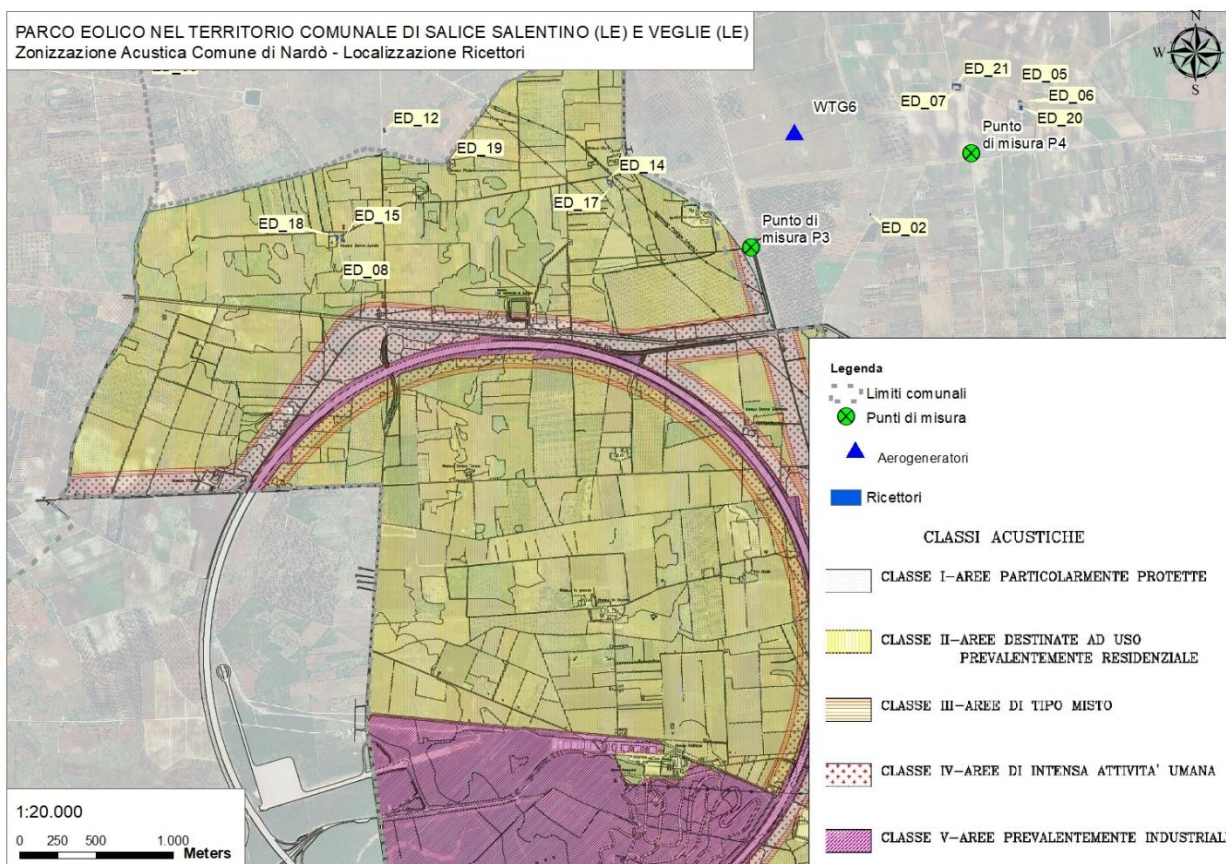 PARCO EOLICO NEL TERRITORIO COMUNALE DI SALICE SALENTINO (LE) E VEGLIE (LE)
Zonizzazione Acustica Comune di Nardò - Localizzazione Ricettori
N
W
E
S
ED_21
ED_05
ED_07
ED_06
ED_20
WTG6
Punto
di misura P4
ED_12
ED_19
ED_14
ED_17
ED_18
ED_15
ED_08
Punto di
misura P3
ED_02
Legenda
Limiti comunali
Punti di misura
Aerogeneratori
Ricettori
CLASSI ACUSTICHE
CLASSE I-AREE PARTICOLARMENTE PROTETTE
CLASSE II-AREE DESTINATE AD USO
PREVALENTEMENTE RESIDENZIALE
CLASSE III-AREE DI TIPO MISTO
CLASSE IV-AREE DI INTENSA ATTIVITA' UMANA
CLASSE V-AREE PREVALENTEMENTE INDUSTRIALI
1:20.000
0 250 500 1.000
Meters